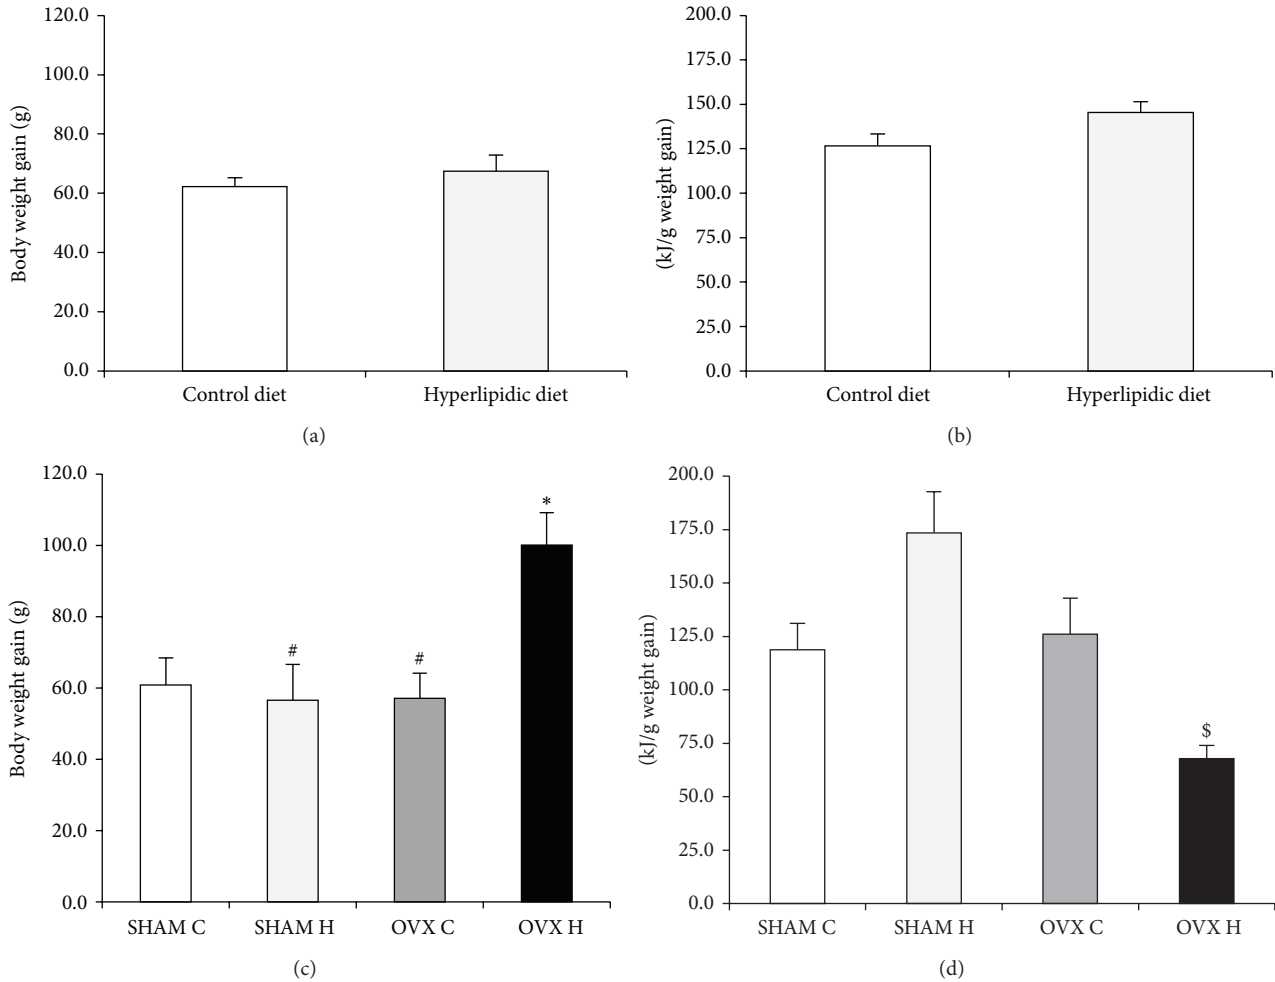 120.0
100.0
80.0
60.0
40.0
20.0
0.0
Body weight gain (g)
Control diet
Hyperlipidic diet
(a)
200.0
175.0
150.0
125.0
100.0
75.0
50.0
25.0
0.0
(kJ/g weight gain)
Control diet
Hyperlipidic diet
(b)
120.0
100.0
80.0
60.0
40.0
20.0
0.0
Body weight gain (g)
#
#
*
SHAM C
SHAM H
OVX C
OVX H
(c)
200.0
175.0
150.0
125.0
100.0
75.0
50.0
25.0
0.0
(kJ/g weight gain)
$
SHAM C
SHAM H
OVX C
OVX H
(d)